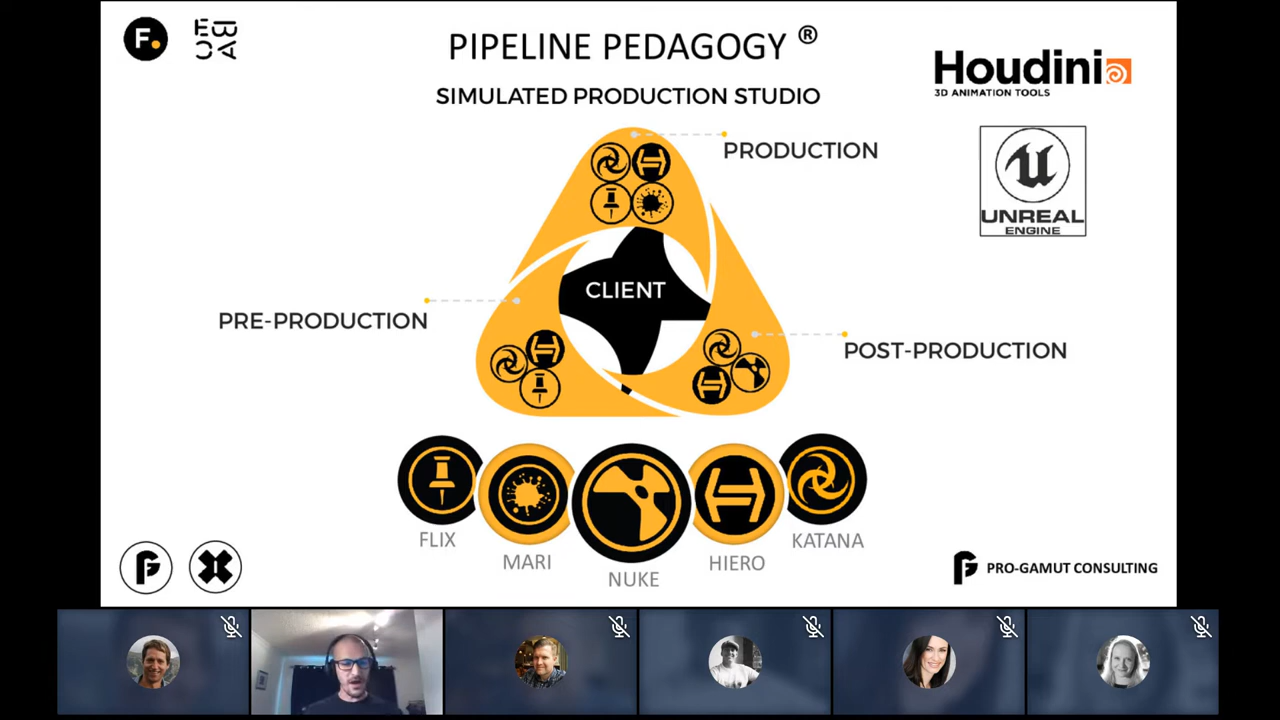 F.
PIPELINE PEDAGOGY ®
SIMULATED PRODUCTION STUDIO
Houdini
3D ANIMATION TOOLS
UNREAL
ENGINE
PRODUCTION
CLIENT
PRE-PRODUCTION
POST-PRODUCTION
FLIX
MARI
NUKE
HIERO
KATANA
PRO-GAMUT CONSULTING